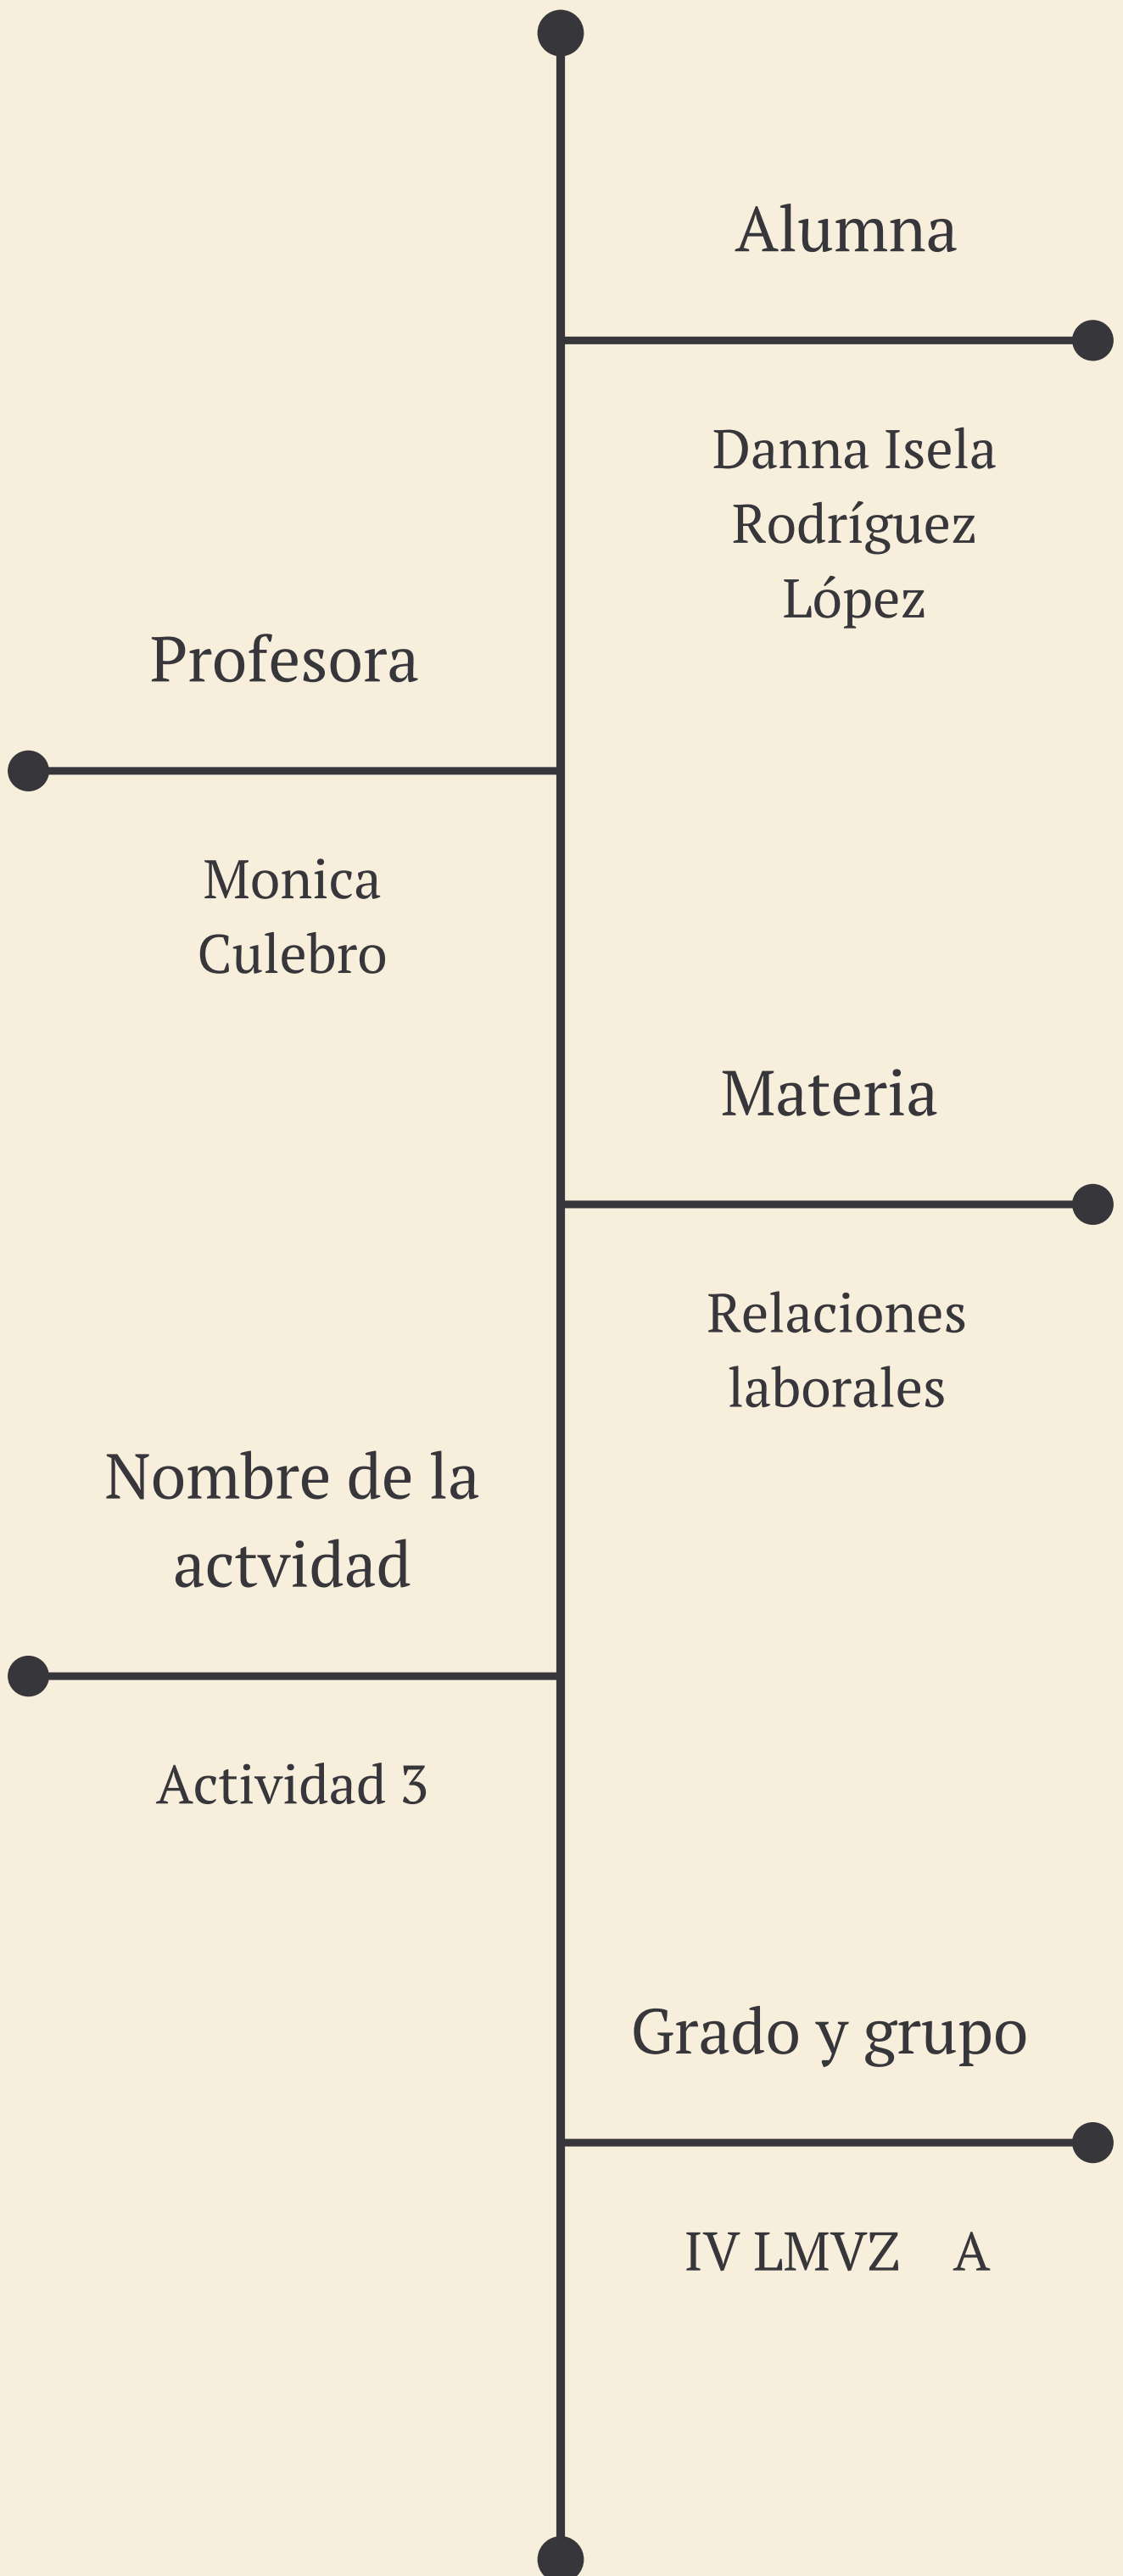 Alumna
Danna Isela
Rodríguez
López
Profesora
Monica
Culebro
Materia
Relaciones
laborales
Nombre de la
actvidad
Actividad 3
Grado y grupo
IV LMVZ A